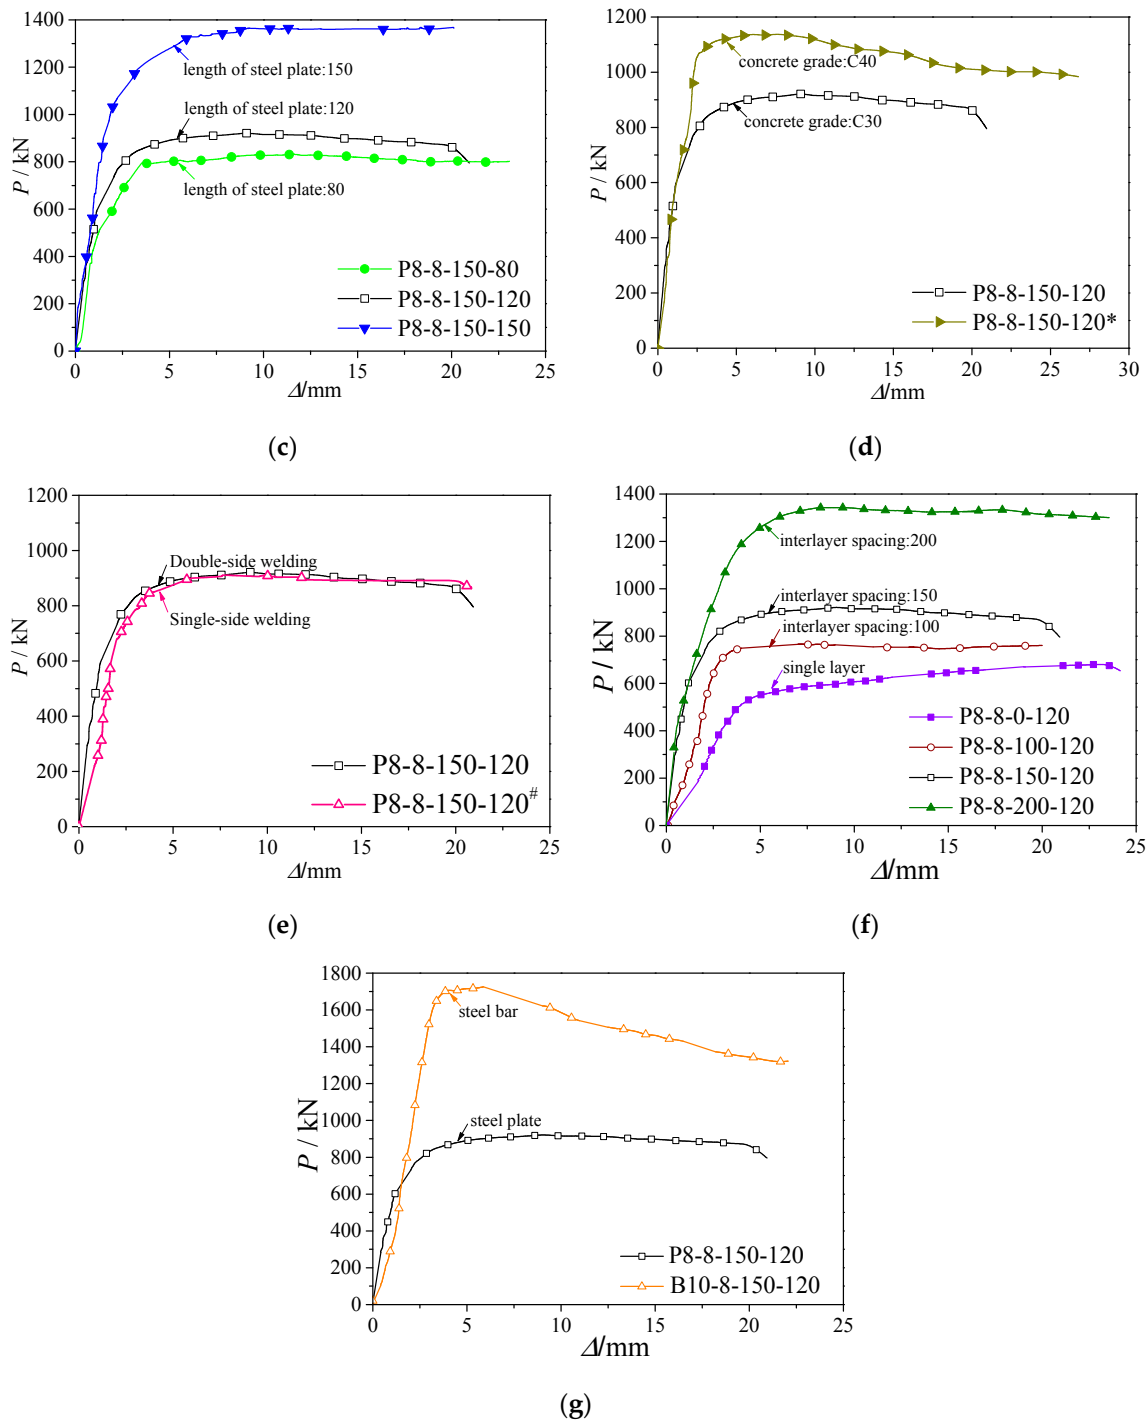 1400
1200
1000
800
600
400
200
0
P / kN
length of steel plate:150
length of steel plate:120
length of steel plate:80
P8-8-150-80
P8-8-150-120
P8-8-150-150
0 5 10 15 20 25
Δ/mm
(c)
1200
1000
800
600
400
200
0
P / kN
concrete grade:C40
concrete grade:C30
P8-8-150-120
P8-8-150-120*
0 5 10 15 20 25 30
Δ/mm
(d)
1200
1000
800
600
400
200
0
P / kN
Double-side welding
Single-side welding
P8-8-150-120
P8-8-150-120#
0 5 10 15 20 25
Δ/mm
(e)
1400
1200
1000
800
600
400
200
0
P / kN
interlayer spacing:200
interlayer spacing:150
interlayer spacing:100
single layer
P8-8-0-120
P8-8-100-120
P8-8-150-120
P8-8-200-120
0 5 10 15 20 25
Δ/mm
(f)
1800
1600
1400
1200
1000
800
600
400
200
0
P / kN
steel bar
steel plate
P8-8-150-120
B10-8-150-120
0 5 10 15 20 25
Δ/mm
(g)